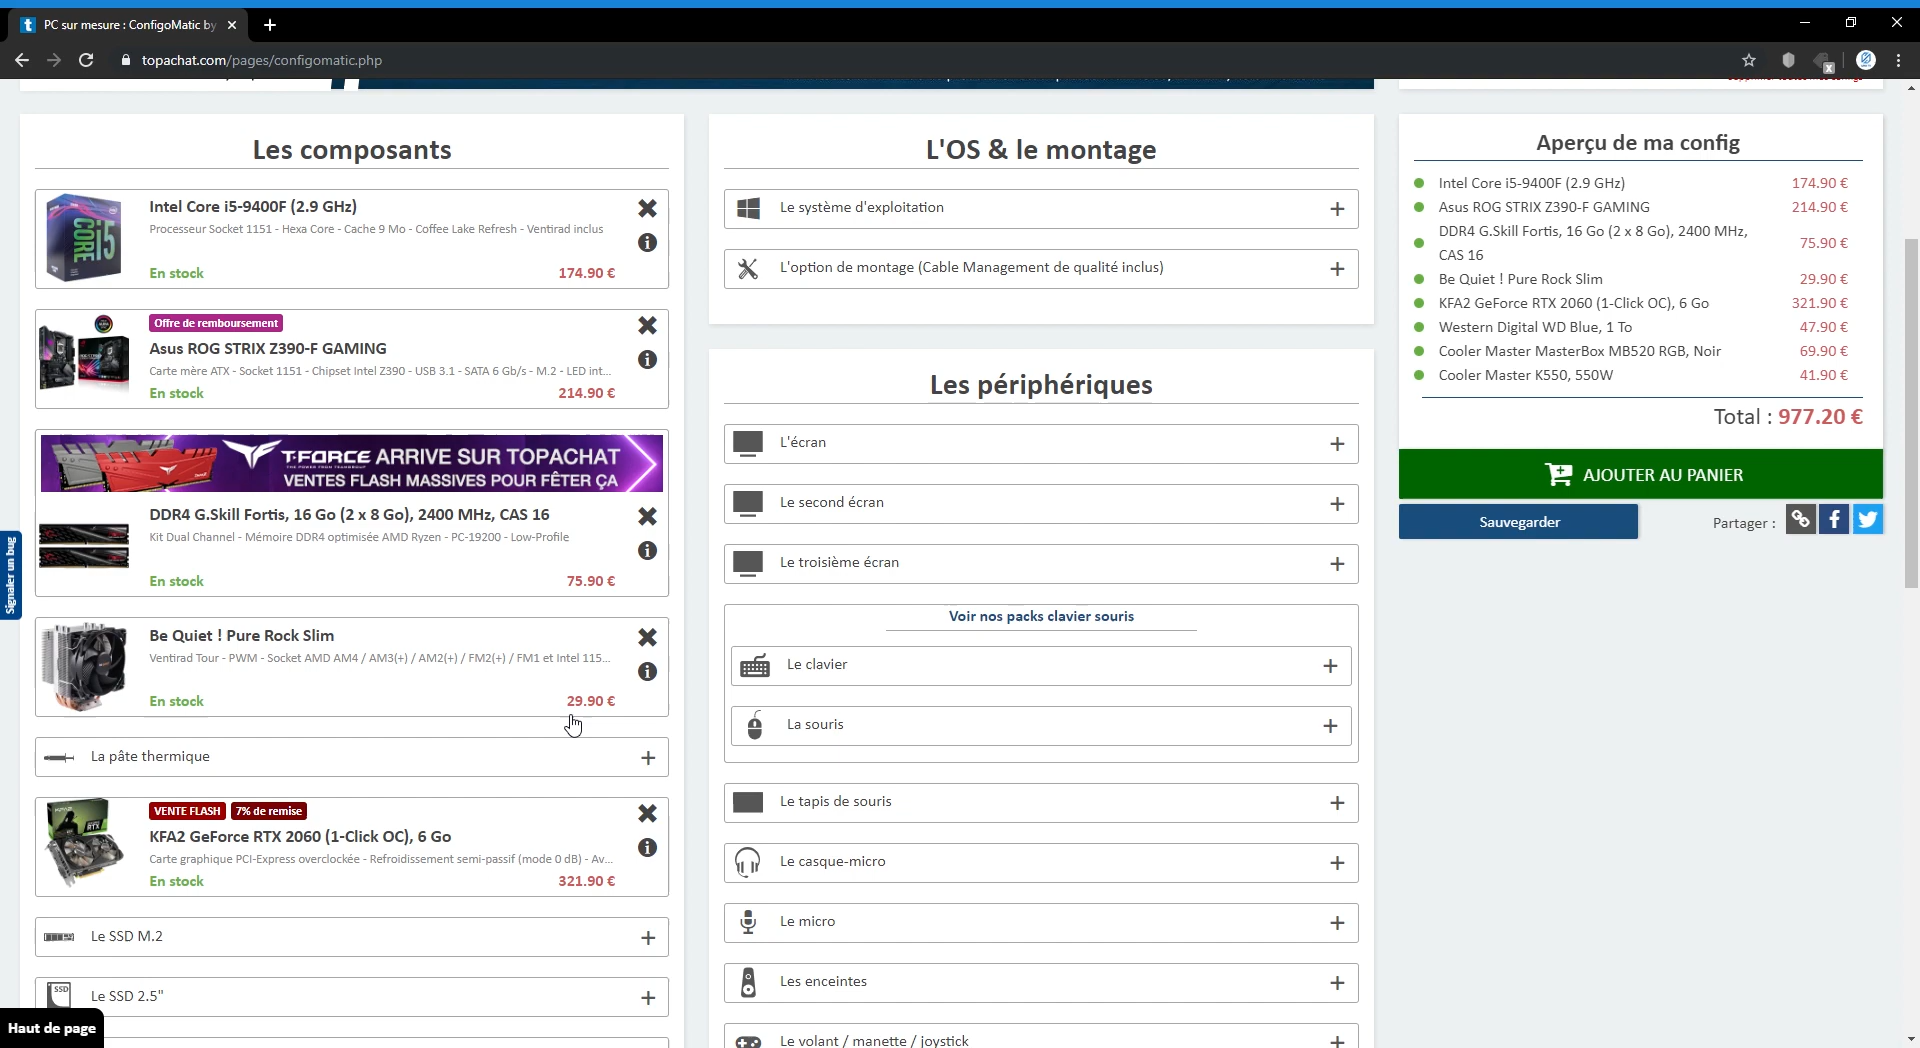 PC sur mesure : ConfigoMatic by
topachat.com/pages/configomatic.php
Les composants
Intel Core i5-9400F (2.9 GHz)
Processeur Socket 1151 - Hexa Core - Cache 9 Mo - Coffee Lake Refresh - Ventirad inclus
En stock
174.90 €
Offre de remboursement
Asus ROG STRIX Z390-F GAMING
Carte mère ATX - Socket 1151 - Chipset Intel Z390 - USB 3.1 - SATA 6 Gb/s - M.2 - LED int...
En stock
214.90 €
T-FORCE ARRIVE SUR TOPACHAT
VENTES FLASH MASSIVES POUR FÊTER ÇA
DDR4 G.Skill Fortis, 16 Go (2 x 8 Go), 2400 MHz, CAS 16
Kit Dual Channel - Mémoire DDR4 optimisée AMD Ryzen - PC-19200 - Low-Profile
En stock
75.90 €
Signaler un bug
Be Quiet ! Pure Rock Slim
Ventirad Tour - PWM - Socket AMD AM4 / AM3(+) / AM2(+) / FM2(+) / FM1 et Intel 115...
En stock
29.90 €
La pâte thermique
VENTE FLASH
7% de remise
KFA2 GeForce RTX 2060 (1-Click OC), 6 Go
Carte graphique PCI-Express overclockée - Refroidissement semi-passif (mode 0 dB) - Av...
En stock
321.90 €
Le SSD M.2
SSD
Le SSD 2.5"
Haut de page
L'OS & le montage
Le système d'exploitation
L'option de montage (Cable Management de qualité inclus)
Les périphériques
L'écran
Le second écran
Le troisième écran
Voir nos packs clavier souris
Le clavier
La souris
Le tapis de souris
Le casque-micro
Le micro
Les enceintes
Le volant / manette / joystick
Aperçu de ma config
Intel Core i5-9400F (2.9 GHz) 174.90 €
Asus ROG STRIX Z390-F GAMING 214.90 €
DDR4 G.Skill Fortis, 16 Go (2 x 8 Go), 2400 MHz,
CAS 16 75.90 €
Be Quiet ! Pure Rock Slim 29.90 €
KFA2 GeForce RTX 2060 (1-Click OC), 6 Go 321.90 €
Western Digital WD Blue, 1 To 47.90 €
Cooler Master MasterBox MB520 RGB, Noir 69.90 €
Cooler Master K550, 550W 41.90 €
Total : 977.20 €
AJOUTER AU PANIER
Sauvegarder
Partager :